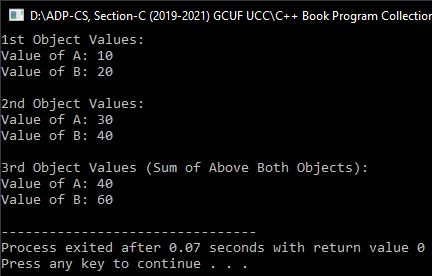 D:\ADP-CS, Section-C (2019-2021) GCUF UCC\C++ Book Program Collection
1st Object Values:
Value of A: 10
Value of B: 20
2nd Object Values:
Value of A: 30
Value of B: 40
3rd Object Values (Sum of Above Both Objects):
Value of A: 40
Value of B: 60
--------------------------------
Process exited after 0.07 seconds with return value 0
Press any key to continue . . .